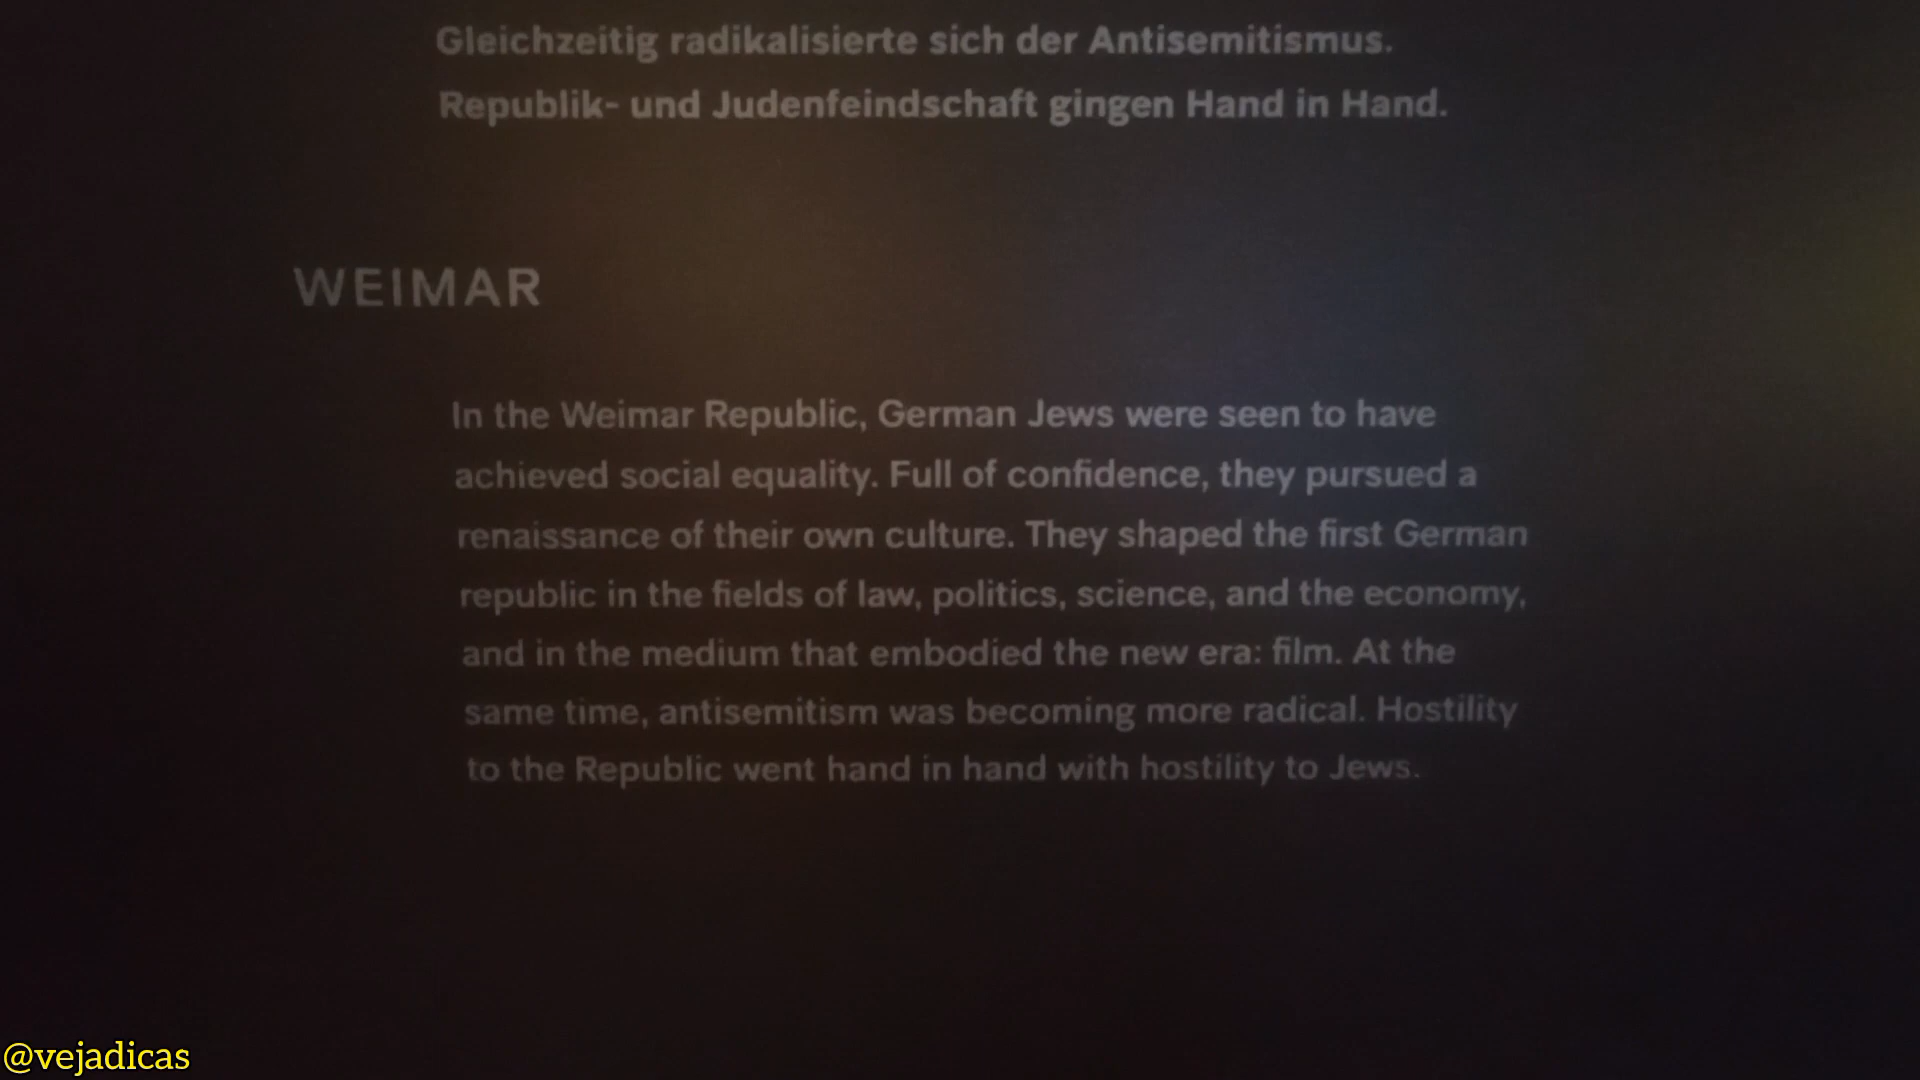 Gleichzeitig radikalisierte sich der Antisemitismus.
Republik- und Judenfeindschaft gingen Hand in Hand.
WEIMAR
In the Weimar Republic, German Jews were seen to have
achieved social equality. Full of confidence, they pursued a
renaissance of their own culture. They shaped the first German
republic in the fields of law, politics, science, and the economy,
and in the medium that embodied the new era: film. At the
same time, antisemitism was becoming more radical. Hostility
to the Republic went hand in hand with hostility to Jews.
@vejadicas